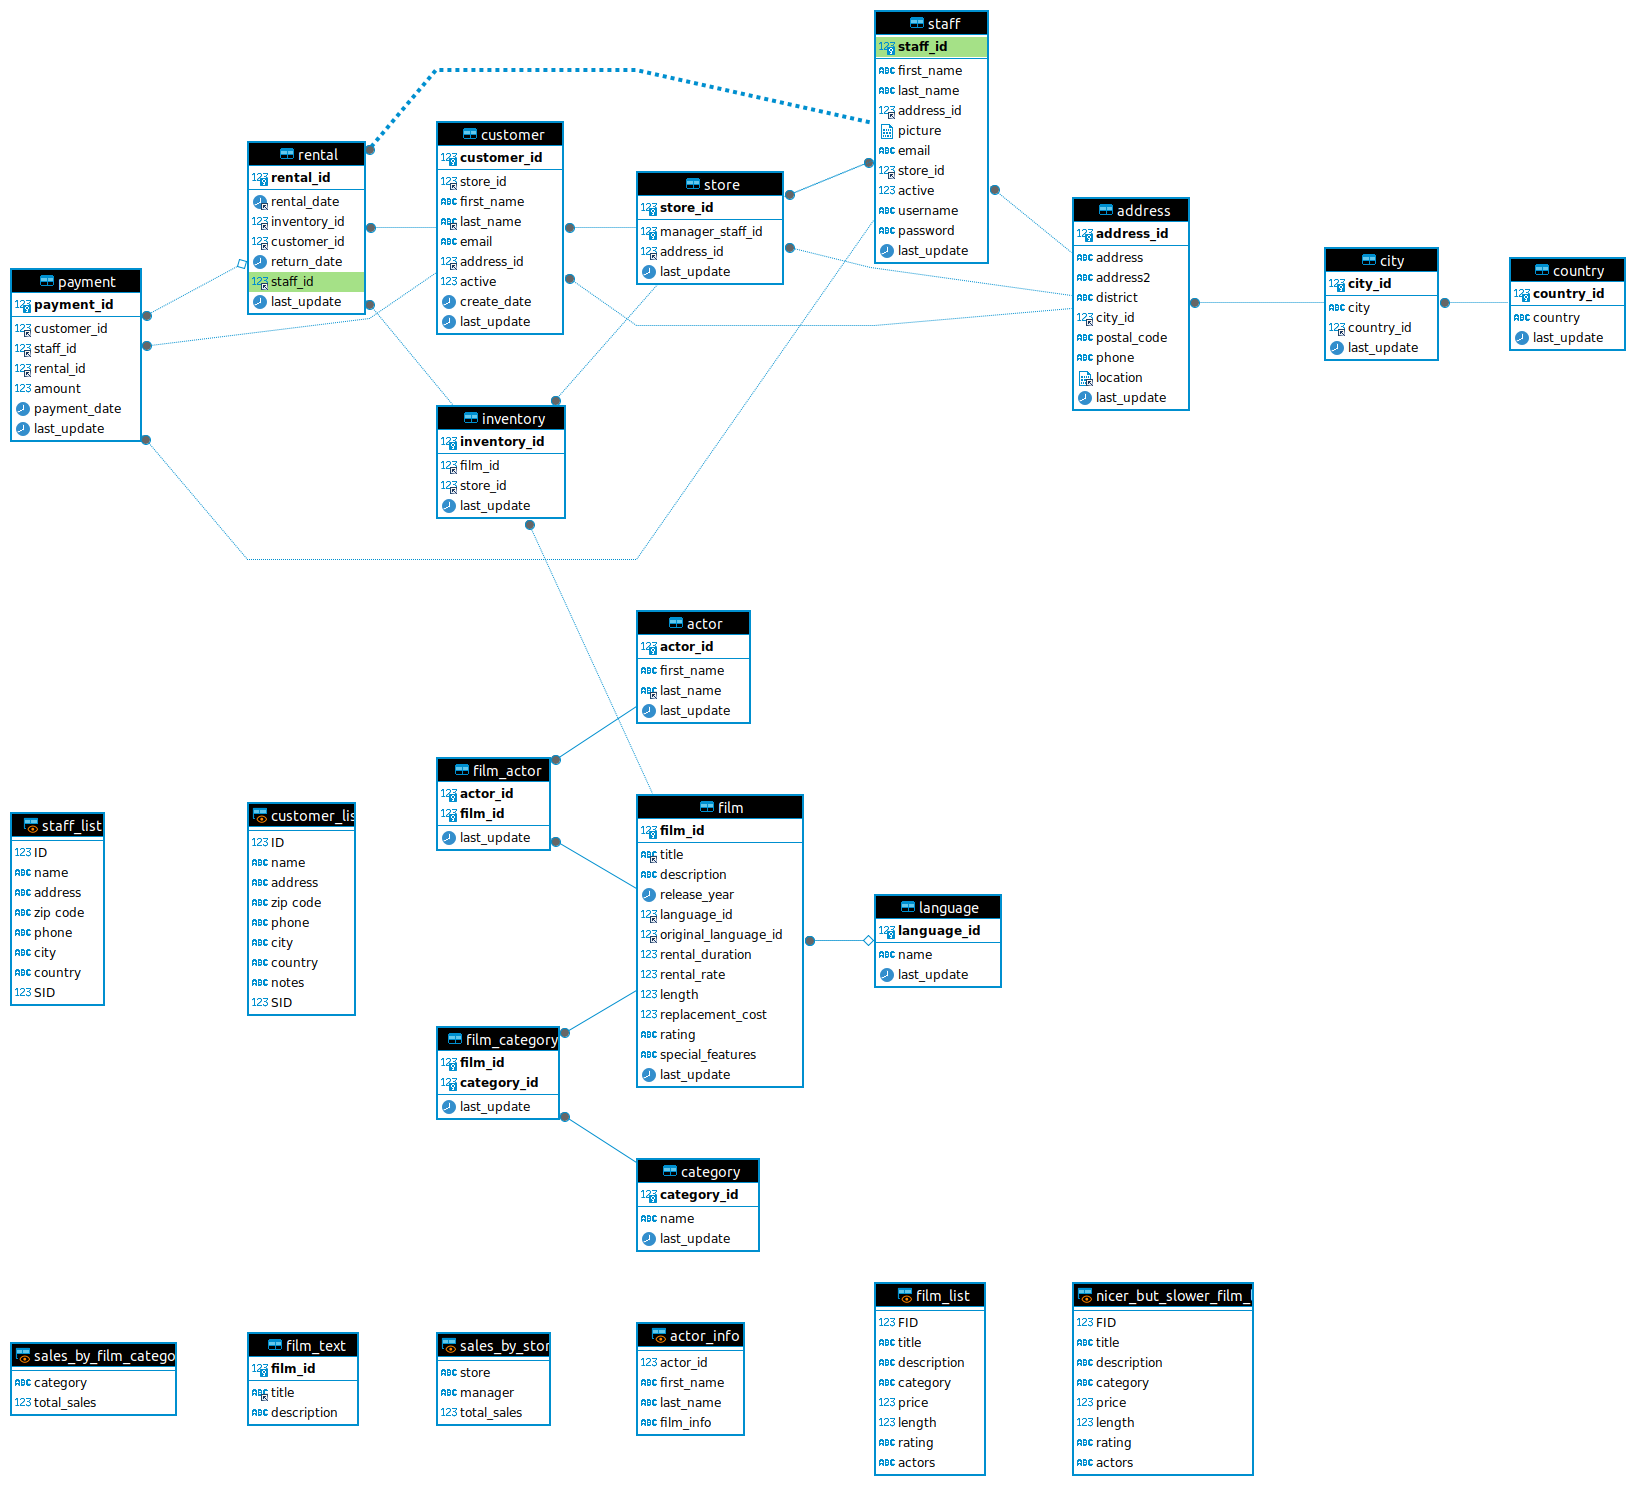 staff
staff_id
first_name
last_name
address_id
picture
email
store_id
active
username
password
last_update
customer
customer_id
store_id
first_name
last_name
email
address_id
active
create_date
last_update
rental
rental_id
rental_date
inventory_id
customer_id
return_date
staff_id
last_update
store
store_id
manager_staff_id
address_id
last_update
address
address_id
address
address2
district
city_id
postal_code
phone
location
last_update
city
city_id
city
country_id
last_update
country
country_id
country
last_update
payment
payment_id
customer_id
staff_id
rental_id
amount
payment_date
last_update
inventory
inventory_id
film_id
store_id
last_update
actor
actor_id
first_name
last_name
last_update
film_actor
actor_id
film_id
last_update
film
film_id
title
description
release_year
language_id
original_language_id
rental_duration
rental_rate
length
replacement_cost
rating
special_features
last_update
staff_list
ID
name
address
zip code
phone
city
country
SID
customer_lis
ID
name
address
zip code
phone
city
country
notes
SID
language
language_id
name
last_update
film_category
film_id
category_id
last_update
category
category_id
name
last_update
sales_by_film_catego
category
total_sales
film_text
film_id
title
description
sales_by_stor
store
manager
total_sales
actor_info
actor_id
first_name
last_name
film_info
film_list
FID
title
description
category
price
length
rating
actors
nicer_but_slower_film_l
FID
title
description
category
price
length
rating
actors